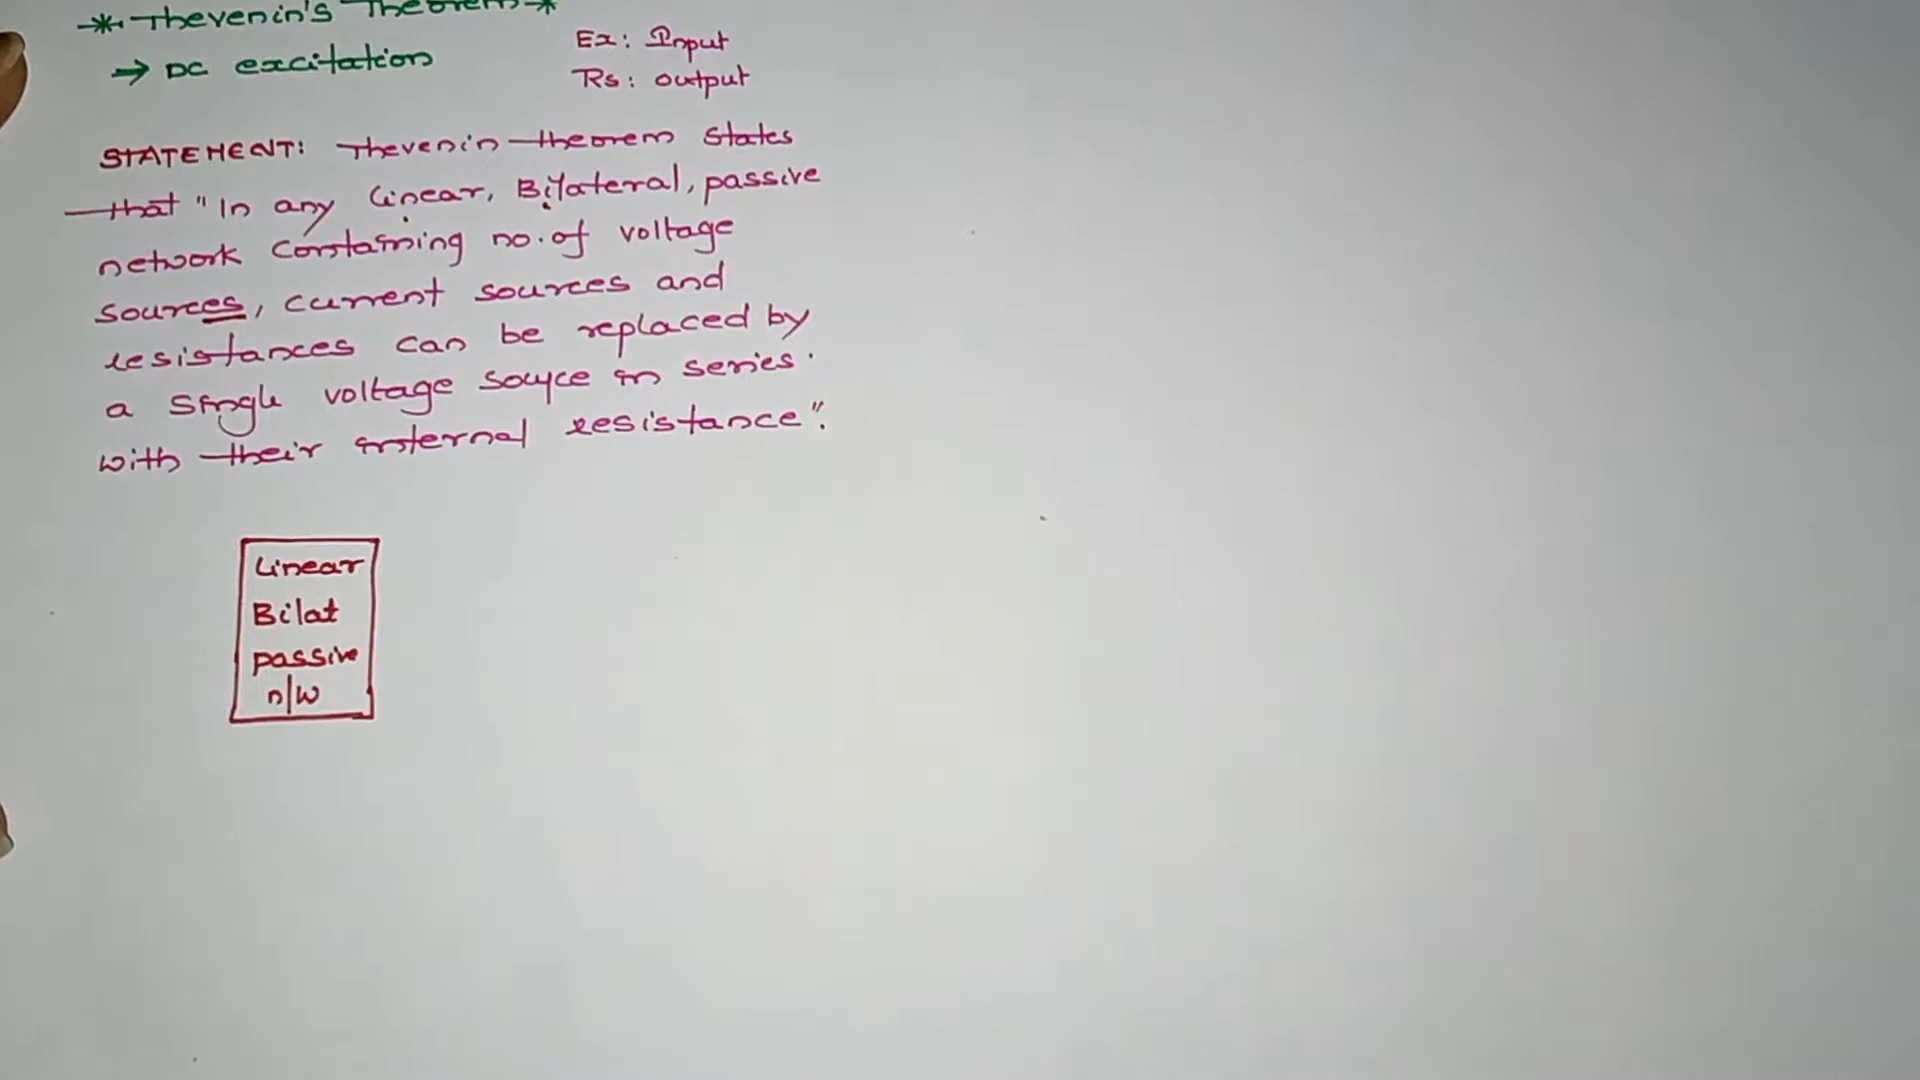 * Thevenin's Theorem *
→ DC excitation
Ex: Input
Rs: output
STATEMENT: Thevenin theorem states
that "In any Linear, Bilateral, passive
network containing no. of voltage
sources, current sources and
resistances can be replaced by
a single voltage source in series
with their internal resistance".
Linear
Bilat
passive
n/w